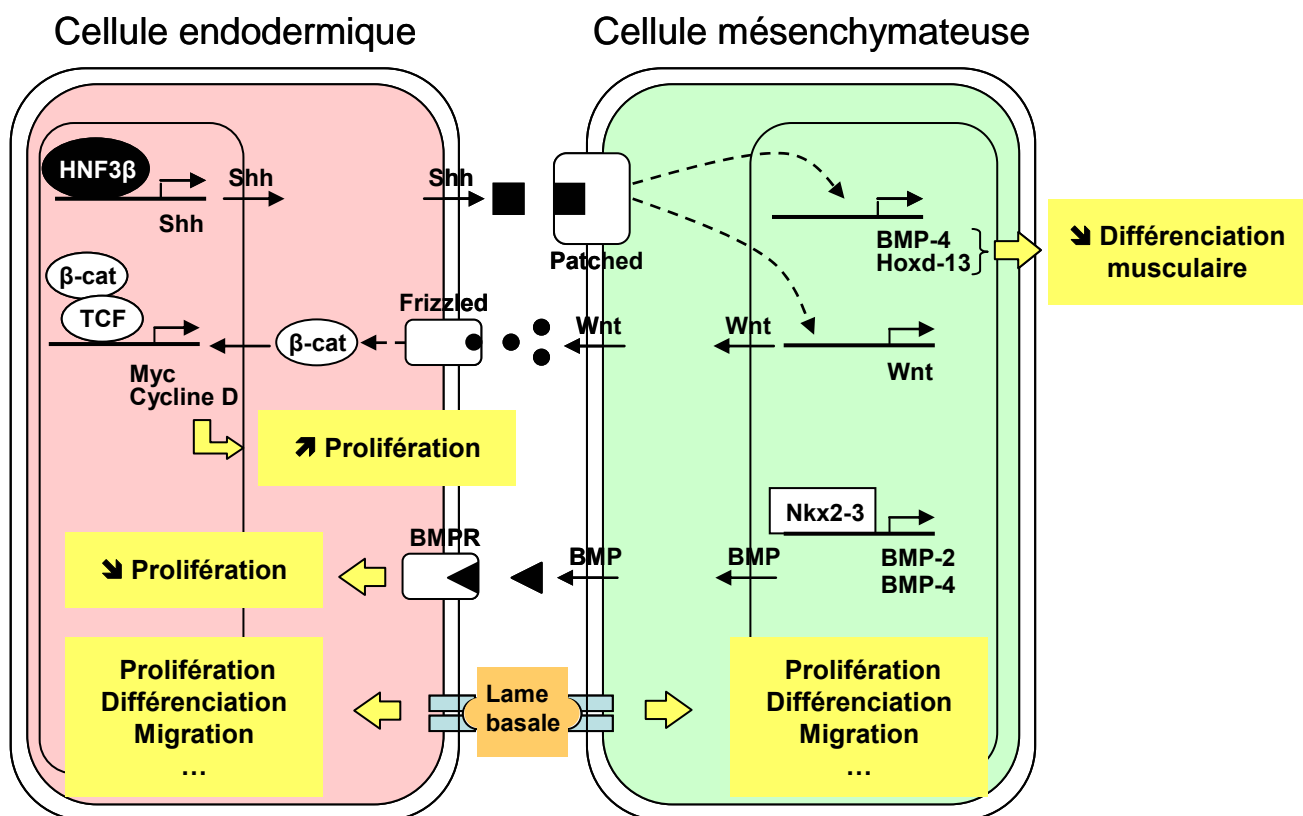 Cellule endodermique
Cellule mésenchymateuse
HNF3β
Shh
Shh
Shh
Patched
BMP-4
Hoxd-13
➘ Différenciation
musculaire
β-cat
TCF
β-cat
Frizzled
Wnt
Wnt
Wnt
Myc
Cycline D
➚ Prolifération
Nkx2-3
BMP-2
BMP-4
BMP
BMP
BMPR
➘ Prolifération
Prolifération
Différenciation
Migration
…
Lame
basale
Prolifération
Différenciation
Migration
…